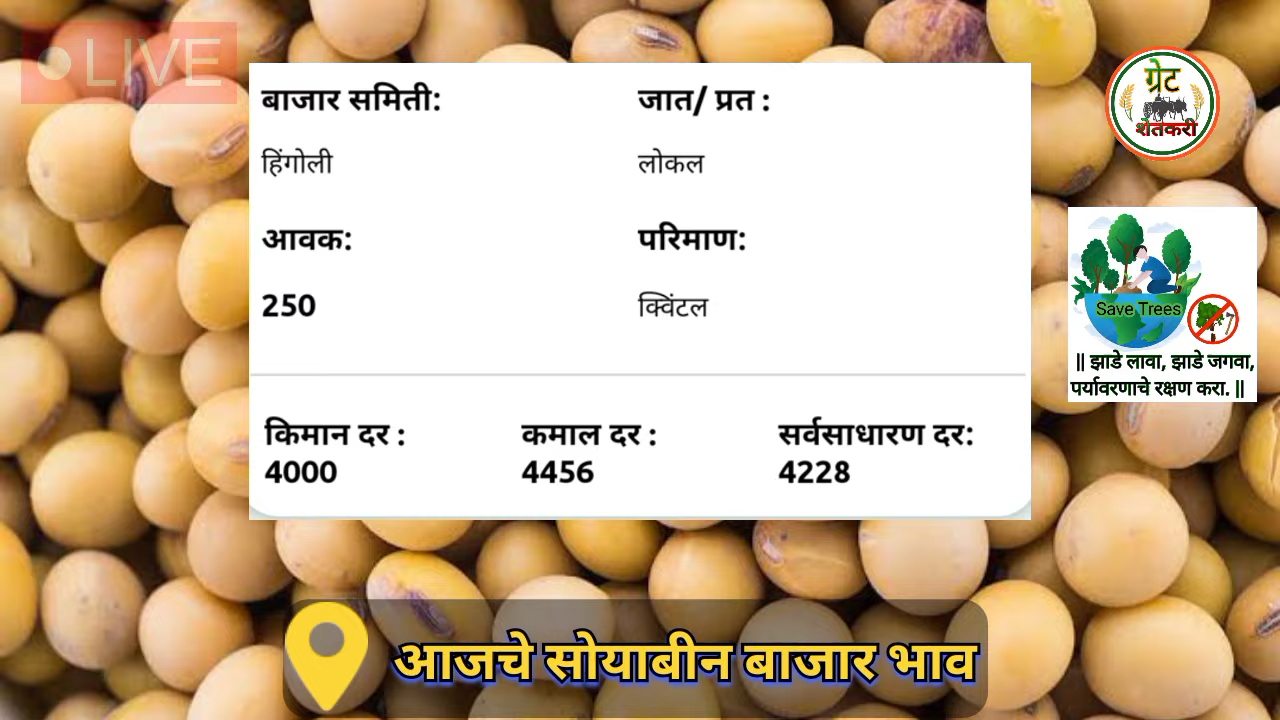 LIVE
बाजार समिती:
जात/ प्रत :
हिंगोली
लोकल
आवक:
परिमाण:
250
क्विंटल
किमान दर :
कमाल दर :
सर्वसाधारण दर:
4000
4456
4228
ग्रेट
शेतकरी
Save Trees
|| झाडे लावा, झाडे जगवा,
पर्यावरणाचे रक्षण करा. ||
आजचे सोयाबीन बाजार भाव